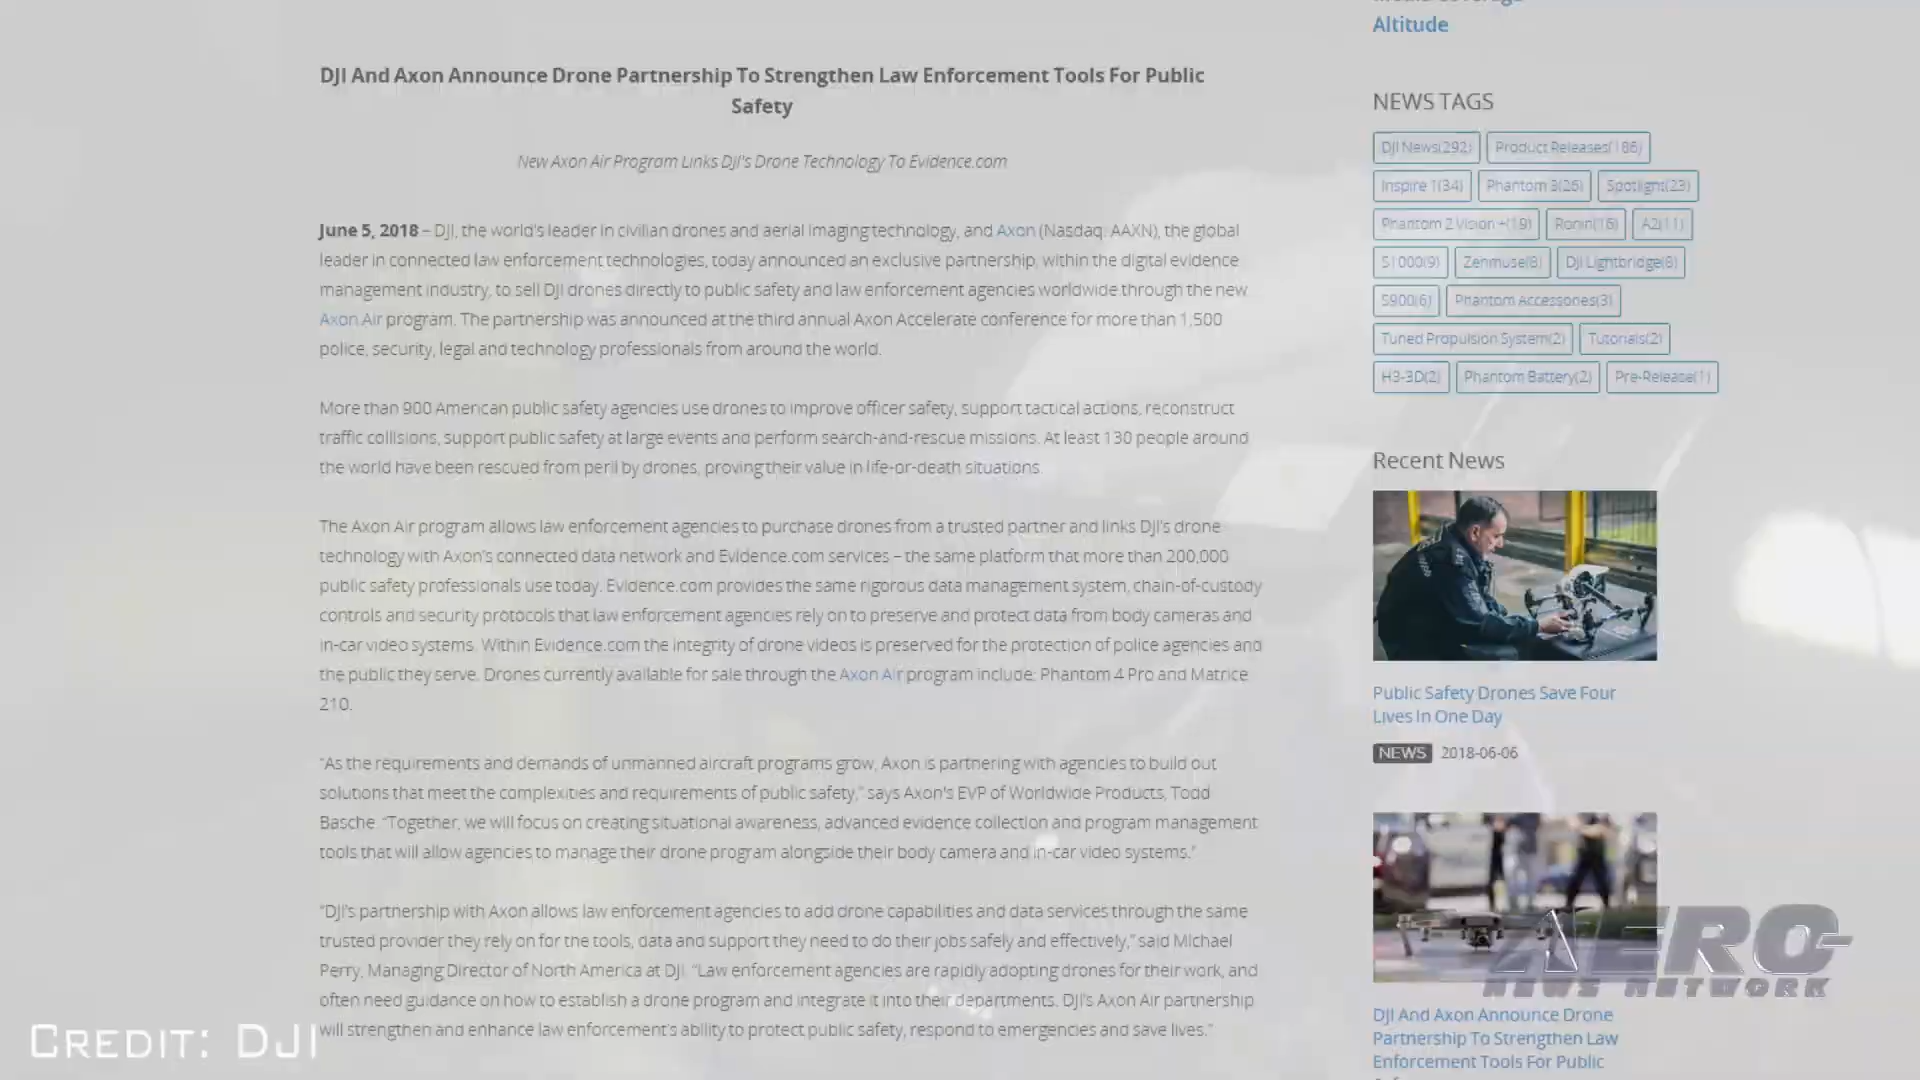 Altitude
DJI And Axon Announce Drone Partnership To Strengthen Law Enforcement Tools For Public
Safety
New Axon Air Program Links DJI's Drone Technology To Evidence.com
June 5, 2018 – DJI, the world's leader in civilian drones and aerial imaging technology, and Axon (Nasdaq: AAXN), the global
leader in connected law enforcement technologies, today announced an exclusive partnership, within the digital evidence
management industry, to sell DJI drones directly to public safety and law enforcement agencies worldwide through the new
Axon Air program. The partnership was announced at the third annual Axon Accelerate conference for more than 1,500
police, security, legal and technology professionals from around the world.
More than 900 American public safety agencies use drones to improve officer safety, support tactical actions, reconstruct
traffic collisions, support public safety at large events and perform search-and-rescue missions. At least 130 people around
the world have been rescued from peril by drones, proving their value in life-or-death situations.
The Axon Air program allows law enforcement agencies to purchase drones from a trusted partner and links DJI's drone
technology with Axon's connected data network and Evidence.com services – the same platform that more than 200,000
public safety professionals use today. Evidence.com provides the same rigorous data management system, chain-of-custody
controls and security protocols that law enforcement agencies rely on to preserve and protect data from body cameras and
in-car video systems. Within Evidence.com the integrity of drone videos is preserved for the protection of police agencies and
the public they serve. Drones currently available for sale through the Axon Air program include: Phantom 4 Pro and Matrice
210.
"As the requirements and demands of unmanned aircraft programs grow, Axon is partnering with agencies to build out
solutions that meet the complexities and requirements of public safety," says Axon's EVP of Worldwide Products, Todd
Basche. "Together, we will focus on creating situational awareness, advanced evidence collection and program management
tools that will allow agencies to manage their drone program alongside their body camera and in-car video systems."
"DJI's partnership with Axon allows law enforcement agencies to add drone capabilities and data services through the same
trusted provider they rely on for the tools, data and support they need to do their jobs safely and effectively," said Michael
Perry, Managing Director of North America at DJI. "Law enforcement agencies are rapidly adopting drones for their work, and
often need guidance on how to establish a drone program and integrate it into their departments. DJI's Axon Air partnership
will strengthen and enhance law enforcement's ability to protect public safety, respond to emergencies and save lives."
NEWS TAGS
DJI News(292) Product Releases(186)
Inspire 1(34) Phantom 3(26) Spotlight(23)
Phantom 2 Vision +(19) Ronin(16) A2(11)
S1000(9) Zenmuse(8) DJI Lightbridge(8)
S900(6) Phantom Accessories(3)
Tuned Propulsion System(2) Tutorials(2)
H3-3D(2) Phantom Battery(2) Pre-Release(1)
Recent News
Public Safety Drones Save Four
Lives In One Day
NEWS 2018-06-06
DJI And Axon Announce Drone
Partnership To Strengthen Law
Enforcement Tools For Public
AERO-
NEWS NETWORK
CREDIT: DJI